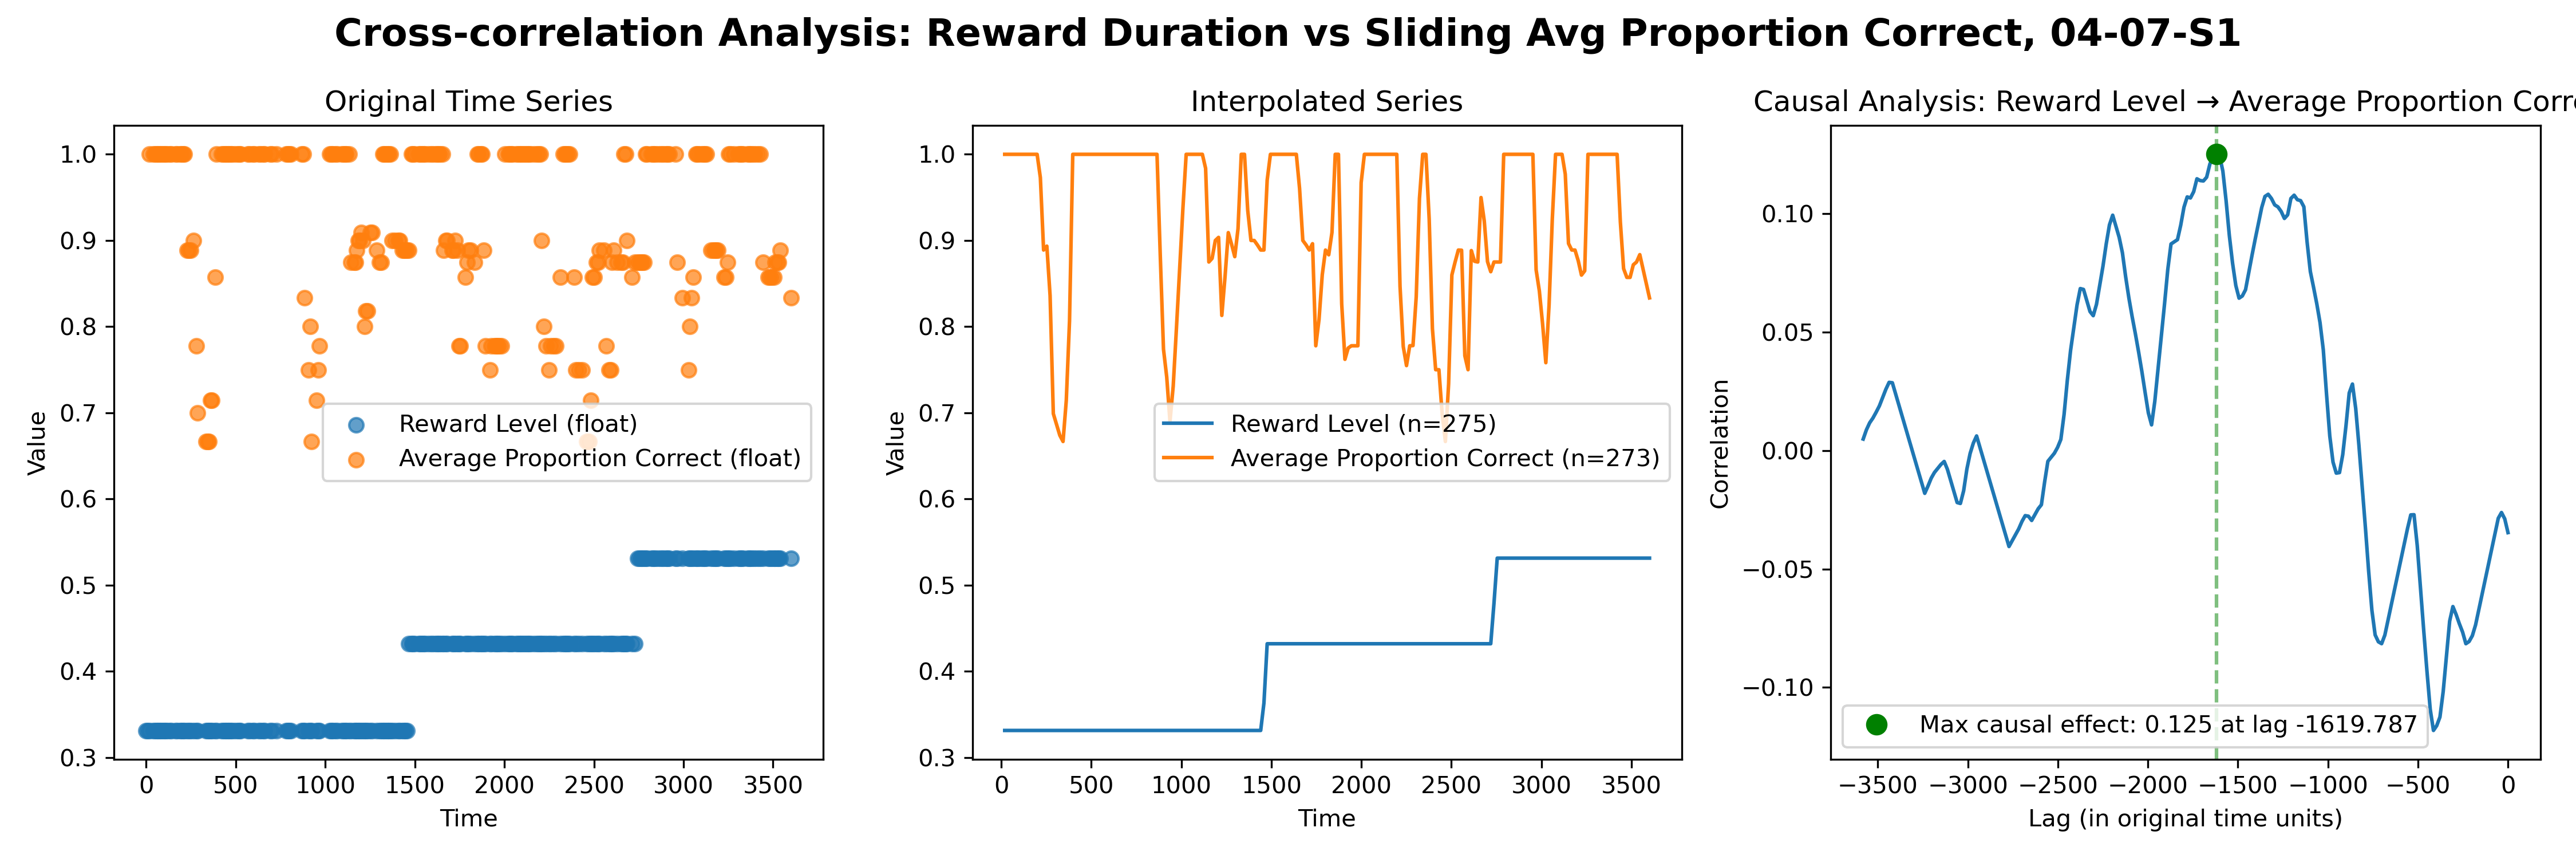 Cross-correlation Analysis: Reward Duration vs Sliding Avg Proportion Correct, 04-07-S1
Original Time Series
Value
1.0
0.9
0.8
0.7
0.6
0.5
0.4
0.3
Reward Level (float)
Average Proportion Correct (float)
0 500 1000 1500 2000 2500 3000 3500
Time
Interpolated Series
Value
1.0
0.9
0.8
0.7
0.6
0.5
0.4
0.3
Reward Level (n=275)
Average Proportion Correct (n=273)
0 500 1000 1500 2000 2500 3000 3500
Time
Causal Analysis: Reward Level → Average Proportion Corre
Correlation
0.10
0.05
0.00
−0.05
−0.10
Max causal effect: 0.125 at lag -1619.787
−3500 −3000 −2500 −2000 −1500 −1000 −500 0
Lag (in original time units)